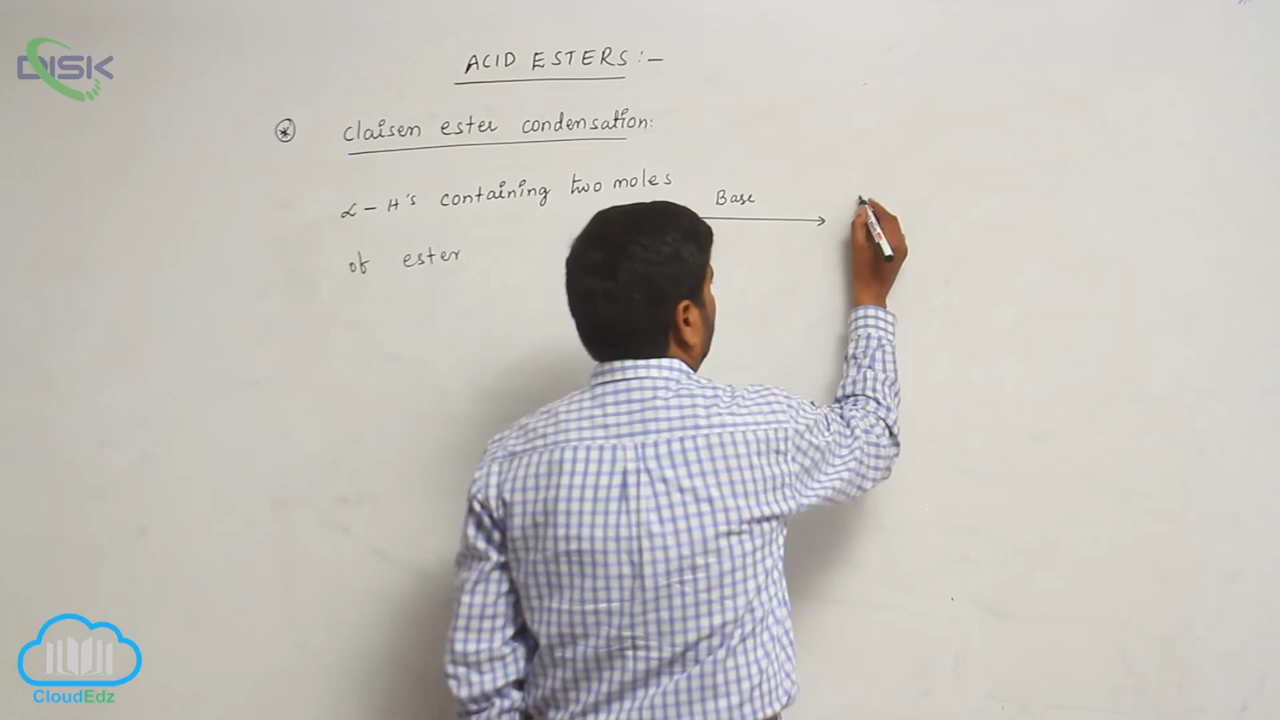 DISK
ACID ESTERS:-
* Claisen ester condensation:
α-H's containing two moles
Base
of ester
CloudEdz